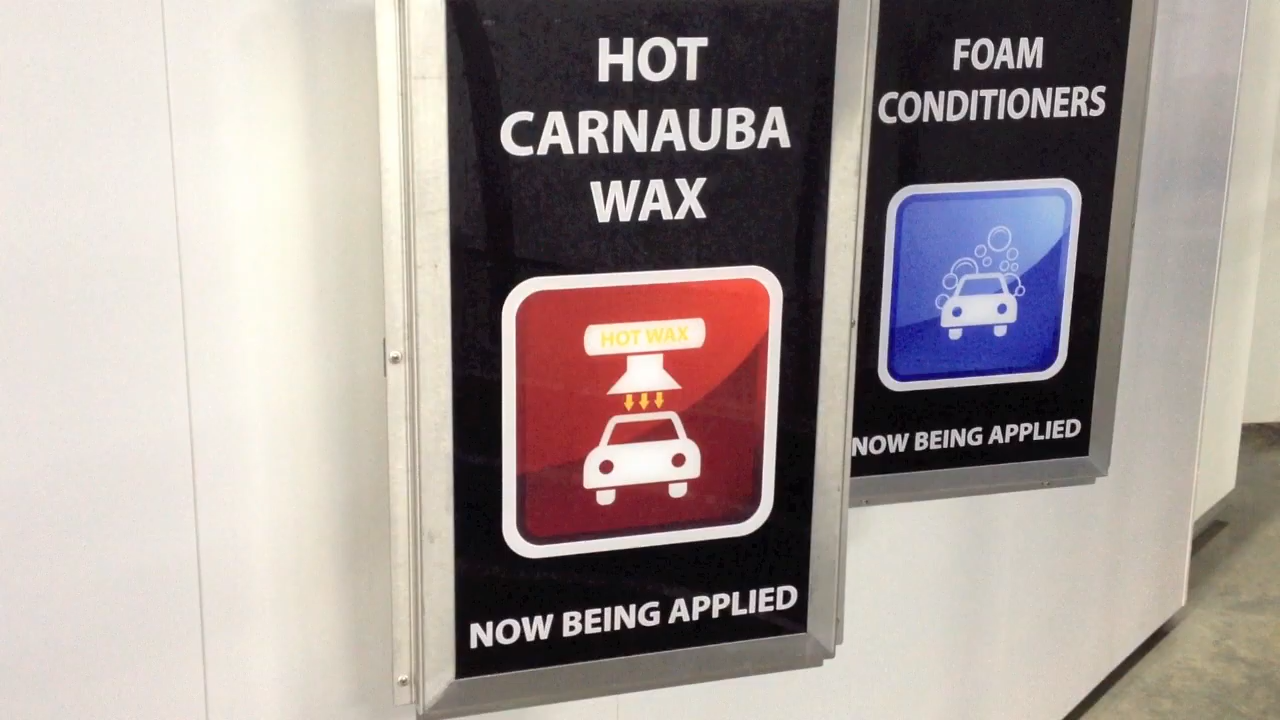 HOT
CARNAUBA
WAX
HOT WAX
NOW BEING APPLIED
FOAM
CONDITIONERS
NOW BEING APPLIED